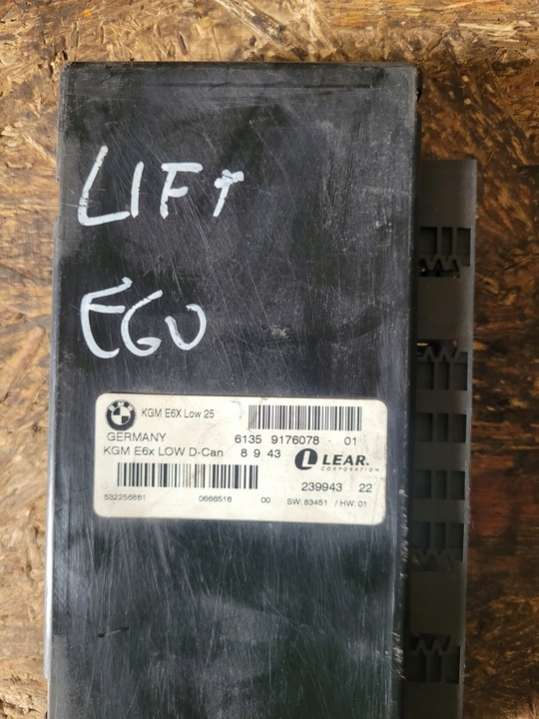 LIFT
E60
KGM E6X Low 25
GERMANY
6135 9176078 01
KGM E6x LOW D-Can 8 9 43
LEAR.
CORPORATION
239943 22
532256681 0666516 00 SW: 83451 / HW: 01